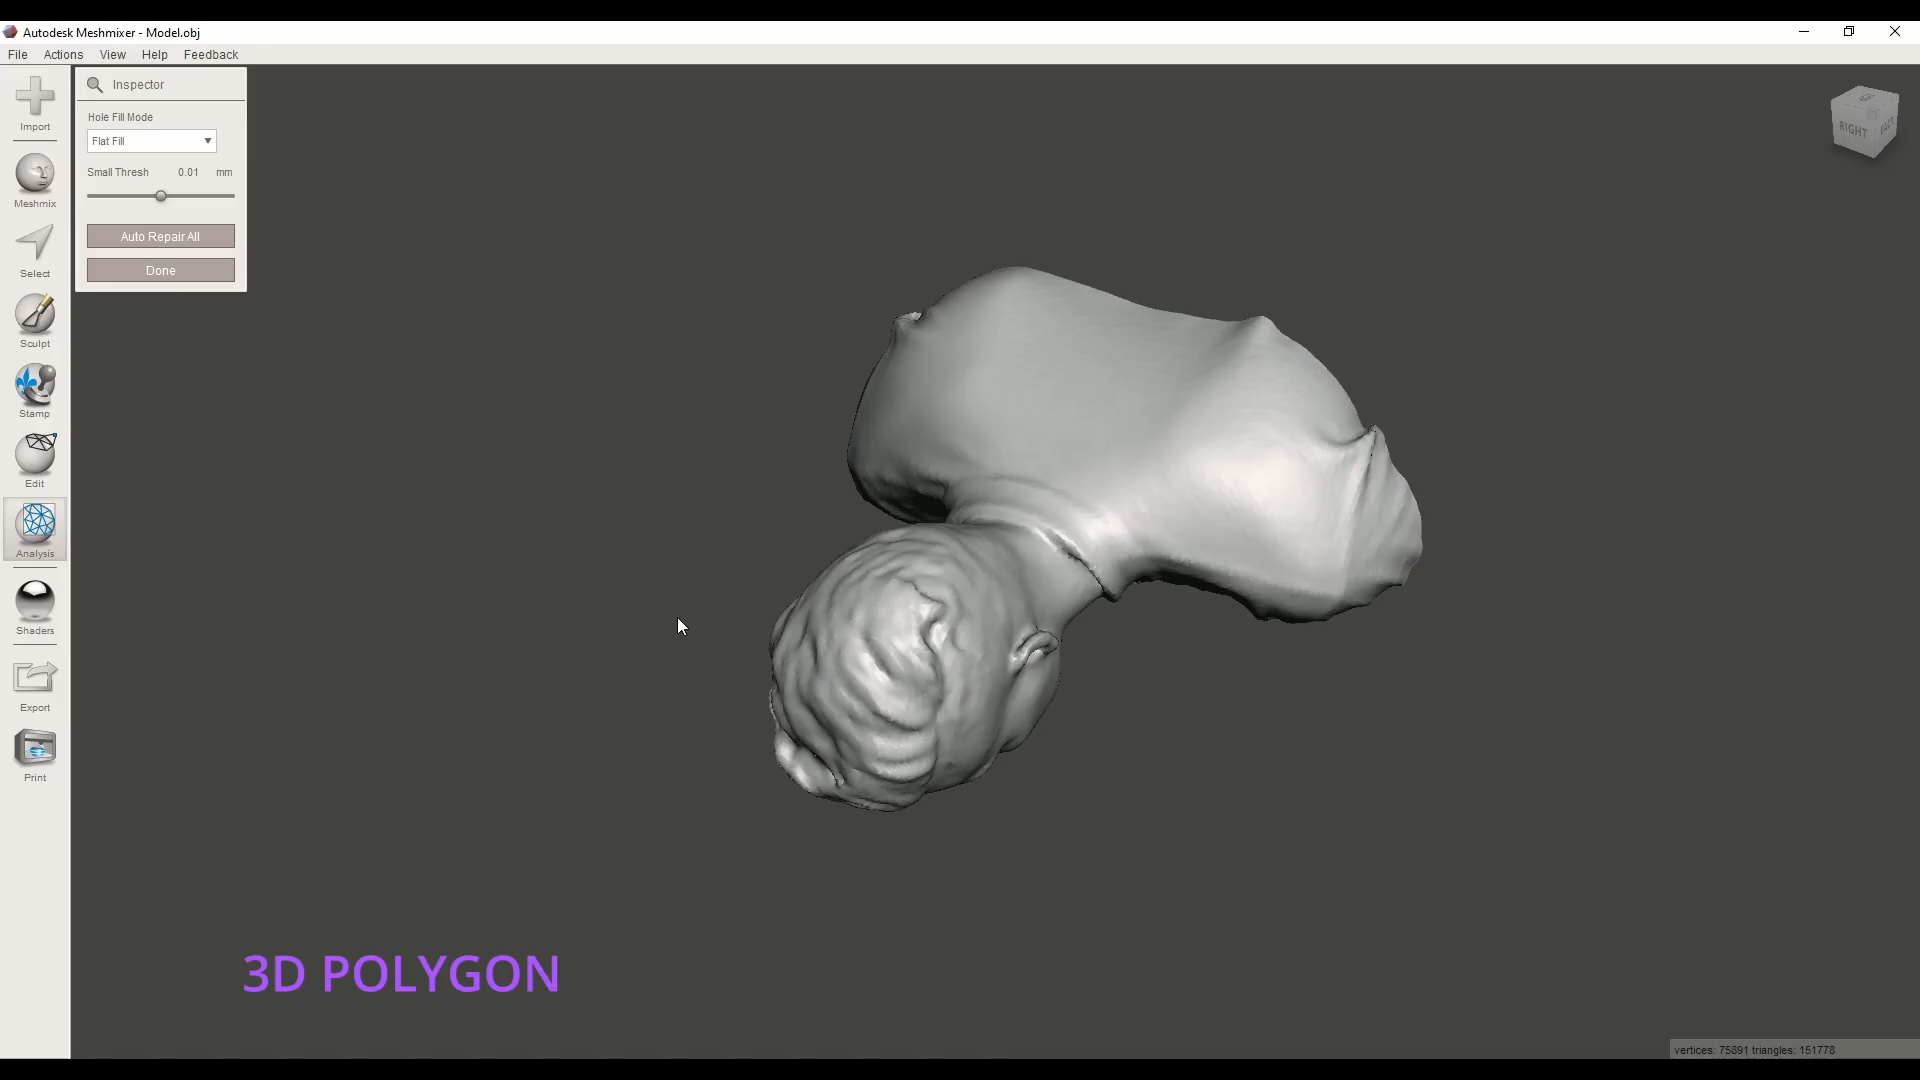 Autodesk Meshmixer - Model.obj
File Actions View Help Feedback
Import
Meshmix
Select
Sculpt
Stamp
Edit
Analysis
Shaders
Export
Print
Inspector
Hole Fill Mode
Flat Fill
Small Thresh 0.01 mm
Auto Repair All
Done
RIGHT
3D POLYGON
vertices: 75891 triangles: 151778